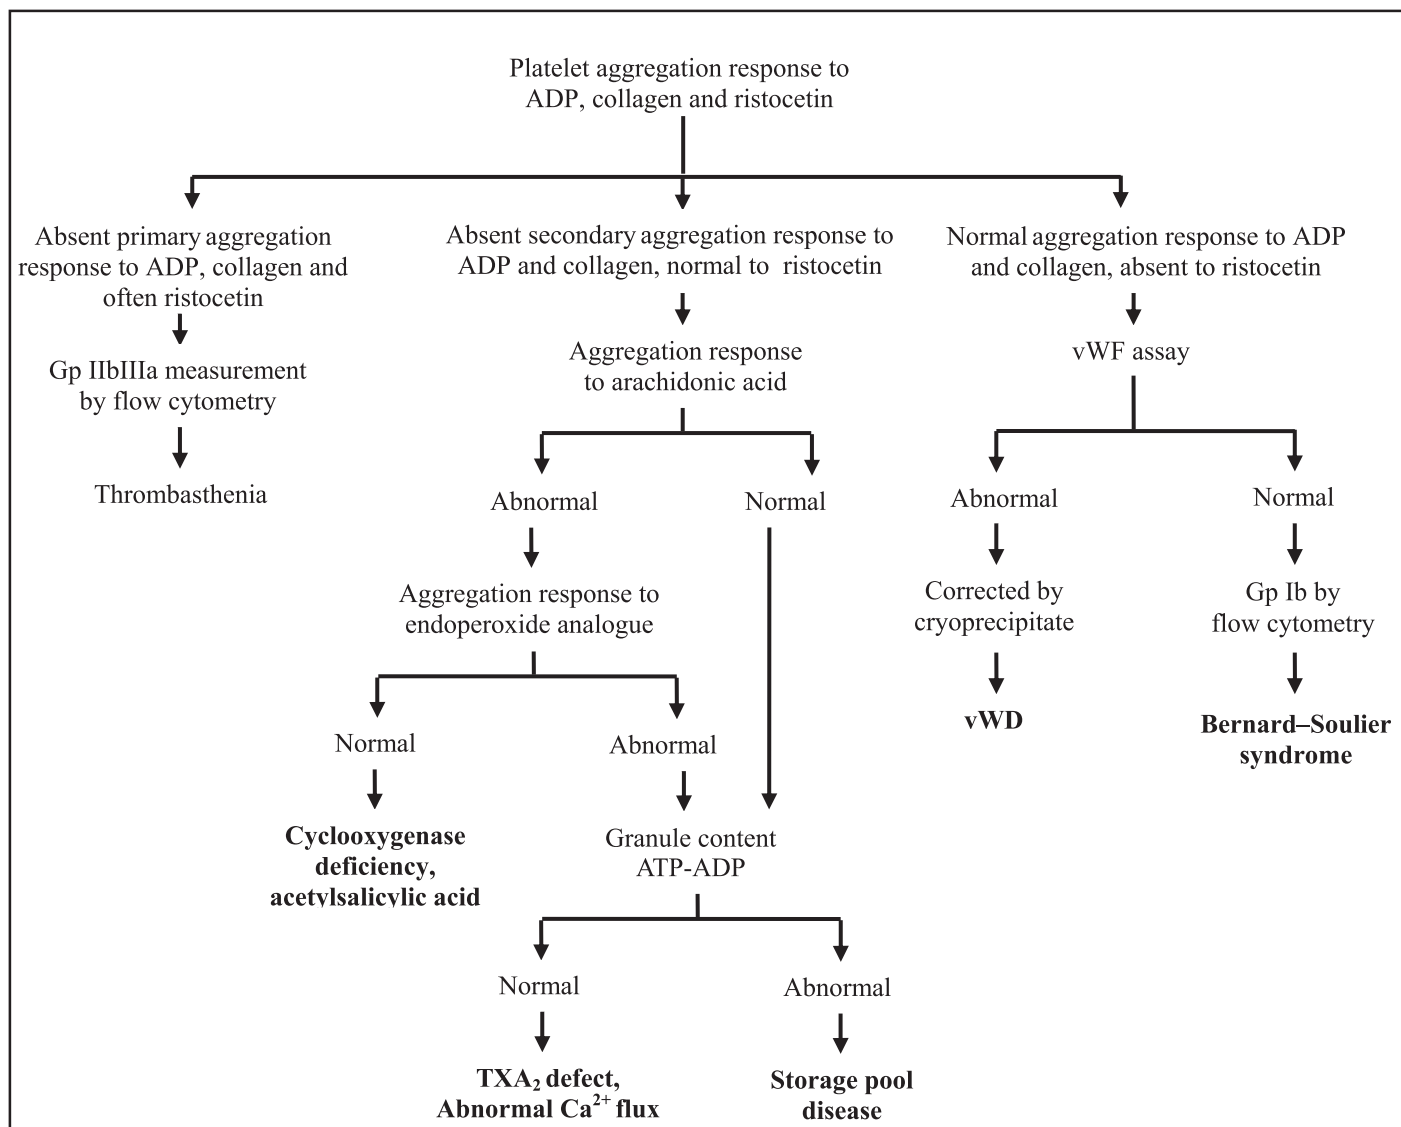 Platelet aggregation response to
ADP, collagen and ristocetin
Absent primary aggregation
response to ADP, collagen and
often ristocetin
Gp IIbIIIa measurement
by flow cytometry
Thrombasthenia
Absent secondary aggregation response to
ADP and collagen, normal to ristocetin
Aggregation response
to arachidonic acid
Abnormal
Normal
Aggregation response to
endoperoxide analogue
Normal
Abnormal
Cyclooxygenase
deficiency,
acetylsalicylic acid
Granule content
ATP-ADP
Normal
Abnormal
TXA₂ defect,
Abnormal Ca²⁺ flux
Storage pool
disease
Normal aggregation response to ADP
and collagen, absent to ristocetin
vWF assay
Abnormal
Normal
Corrected by
cryoprecipitate
vWD
Gp Ib by
flow cytometry
Bernard–Soulier
syndrome